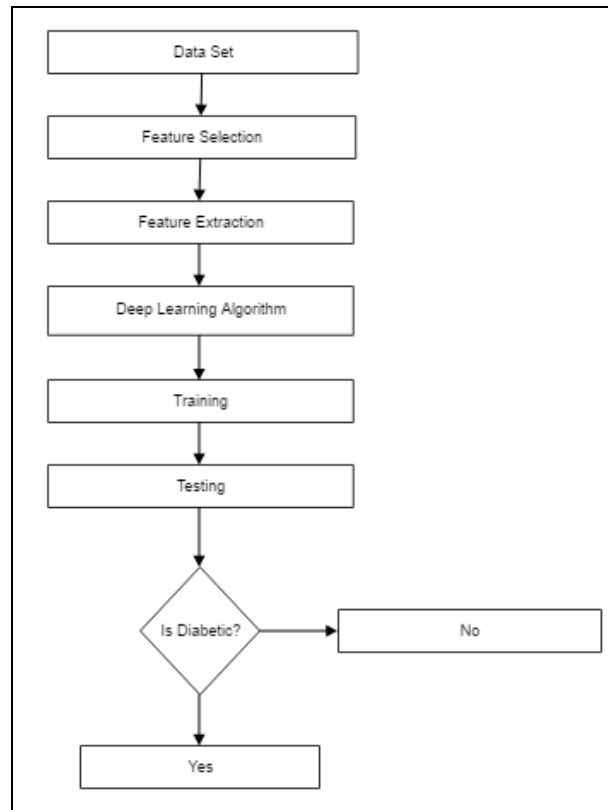 Data Set
Feature Selection
Feature Extraction
Deep Learning Algorithm
Training
Testing
Is Diabetic?
No
Yes